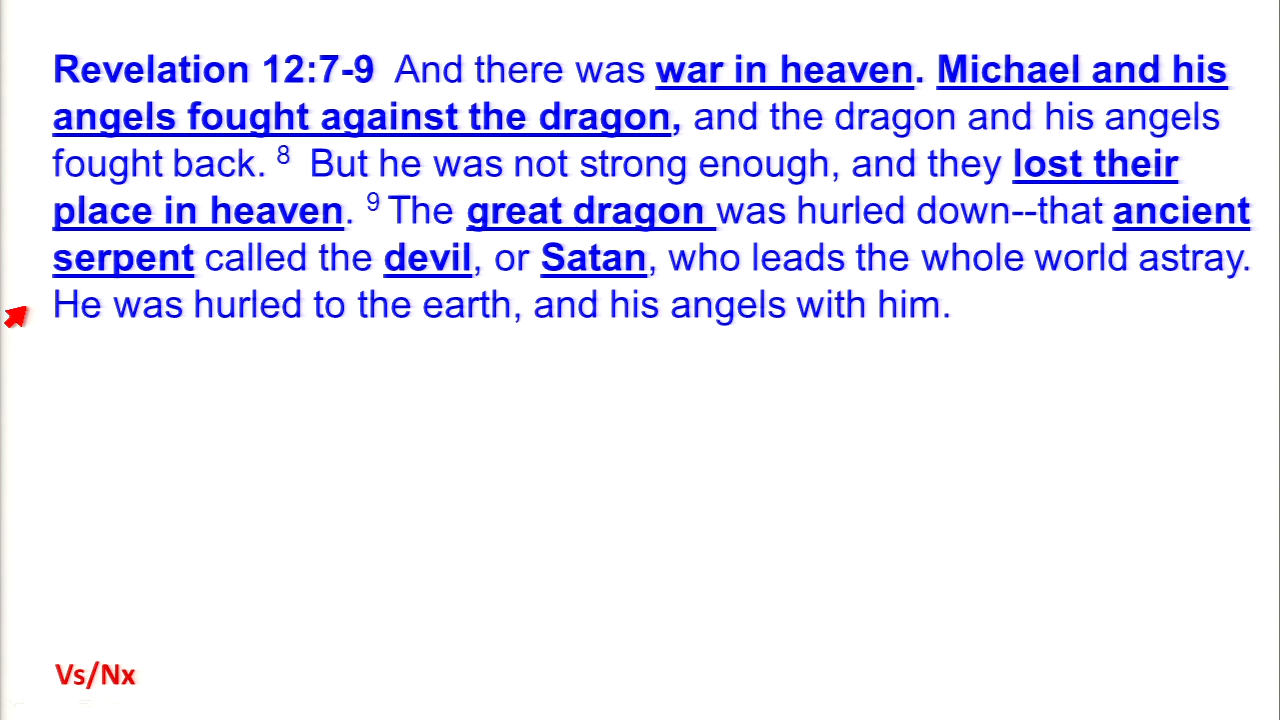 Revelation 12:7-9 And there was war in heaven. Michael and his
angels fought against the dragon, and the dragon and his angels
fought back. 8 But he was not strong enough, and they lost their
place in heaven. 9 The great dragon was hurled down--that ancient
serpent called the devil, or Satan, who leads the whole world astray.
He was hurled to the earth, and his angels with him.
Vs/Nx